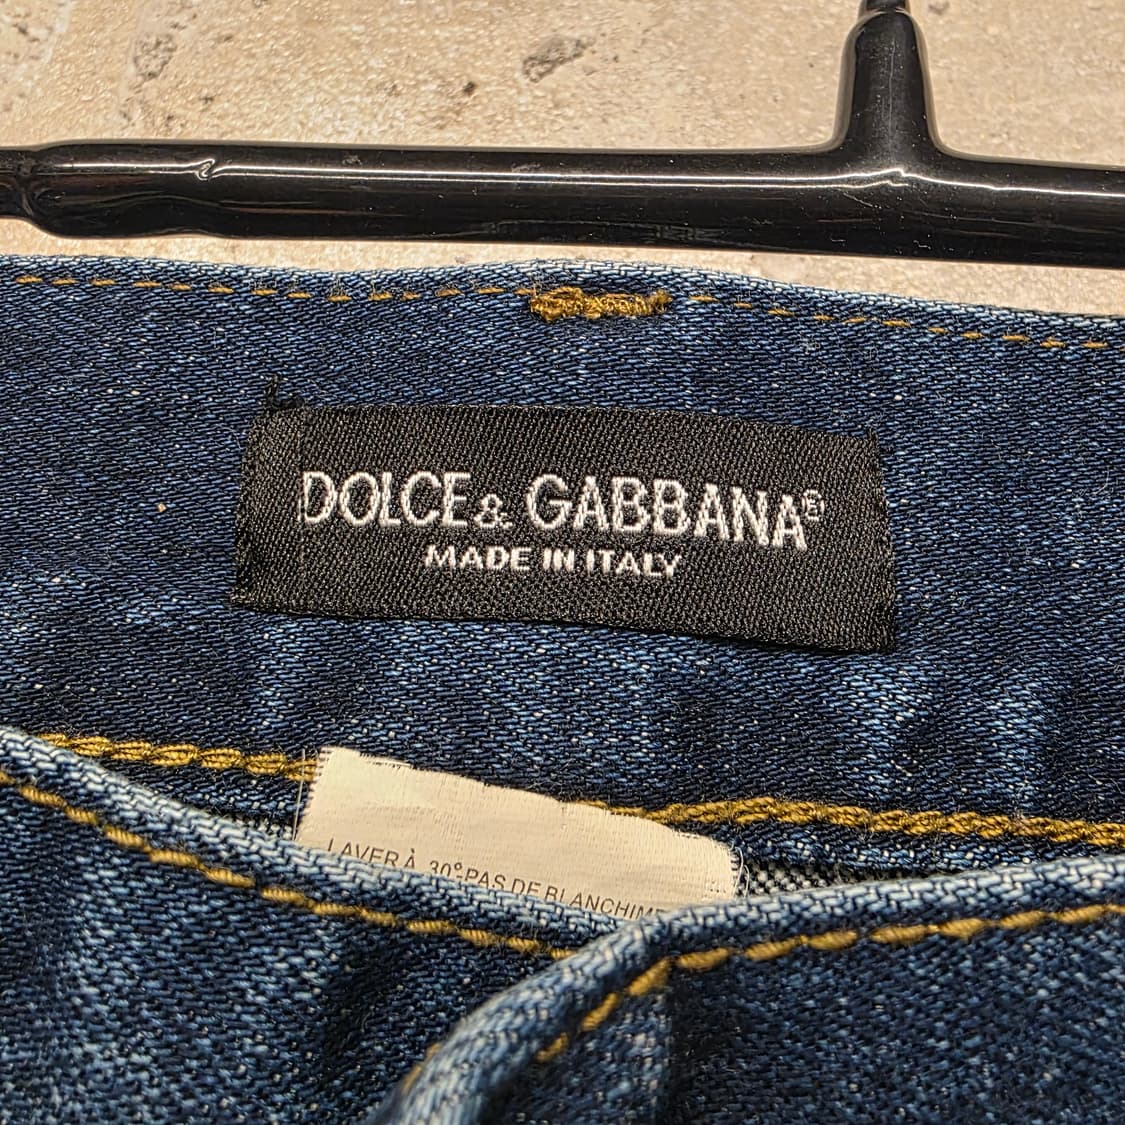 DOLCE & GABBANA®
MADE IN ITALY
LAVER À 30° PAS DE BLANCHIM